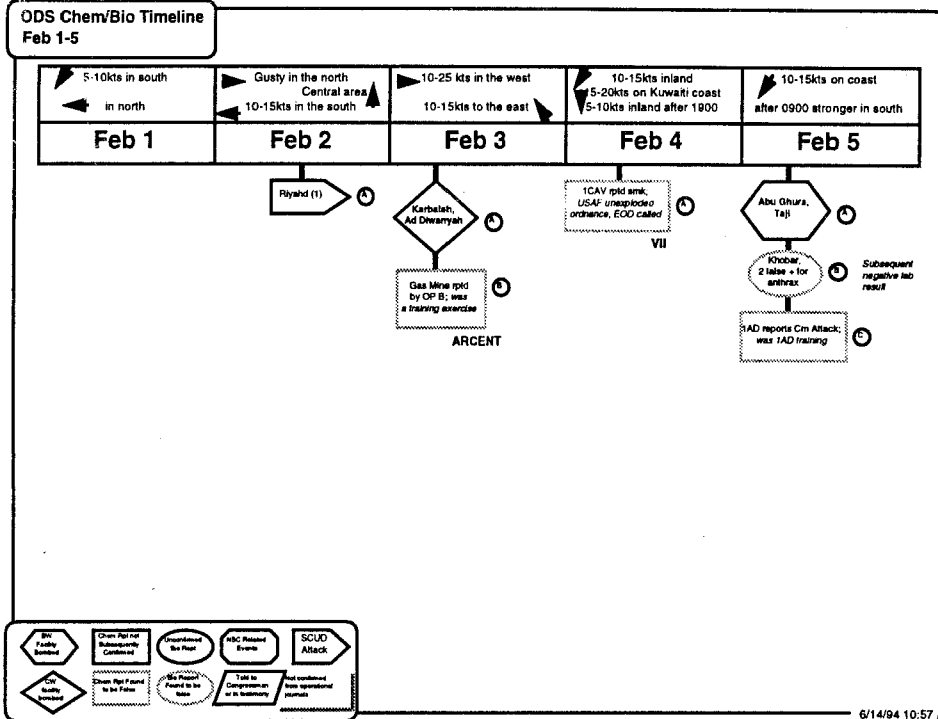 ODS Chem/Bio Timeline
Feb 1-5
5-10kts in south
in north
Gusty in the north
Central area
10-15kts in the south
10-25 kts in the west
10-15kts to the east
10-15kts inland
5-20kts on Kuwaiti coast
5-10kts inland after 1900
10-15kts on coast
after 0900 stronger in south
Feb 1
Feb 2
Feb 3
Feb 4
Feb 5
Riyahd (1)
A
Karbalah,
Ad Diwanyah
A
Gas Mine rptd
by OP B; was
a training exercise
B
ARCENT
1CAV rptd smk;
USAF unexploded
ordnance, EOD called
A
VII
Abu Ghura,
Taji
A
Khobar,
2 false + for
anthrax
B
Subsequent
negative lab
result
1AD reports Cm Attack;
was 1AD training
C
BW
Facility
Bombed
Chem Rpt not
Subsequently
Confirmed
Unconfirmed
Bio Rept
NBC Related
Events
SCUD
Attack
CW
facility
bombed
Chem Rpt Found
to be False
Bio Report
Found to be
false
Told to
Congressman
or in testimony
Not confirmed
from operational
journals
6/14/94 10:57